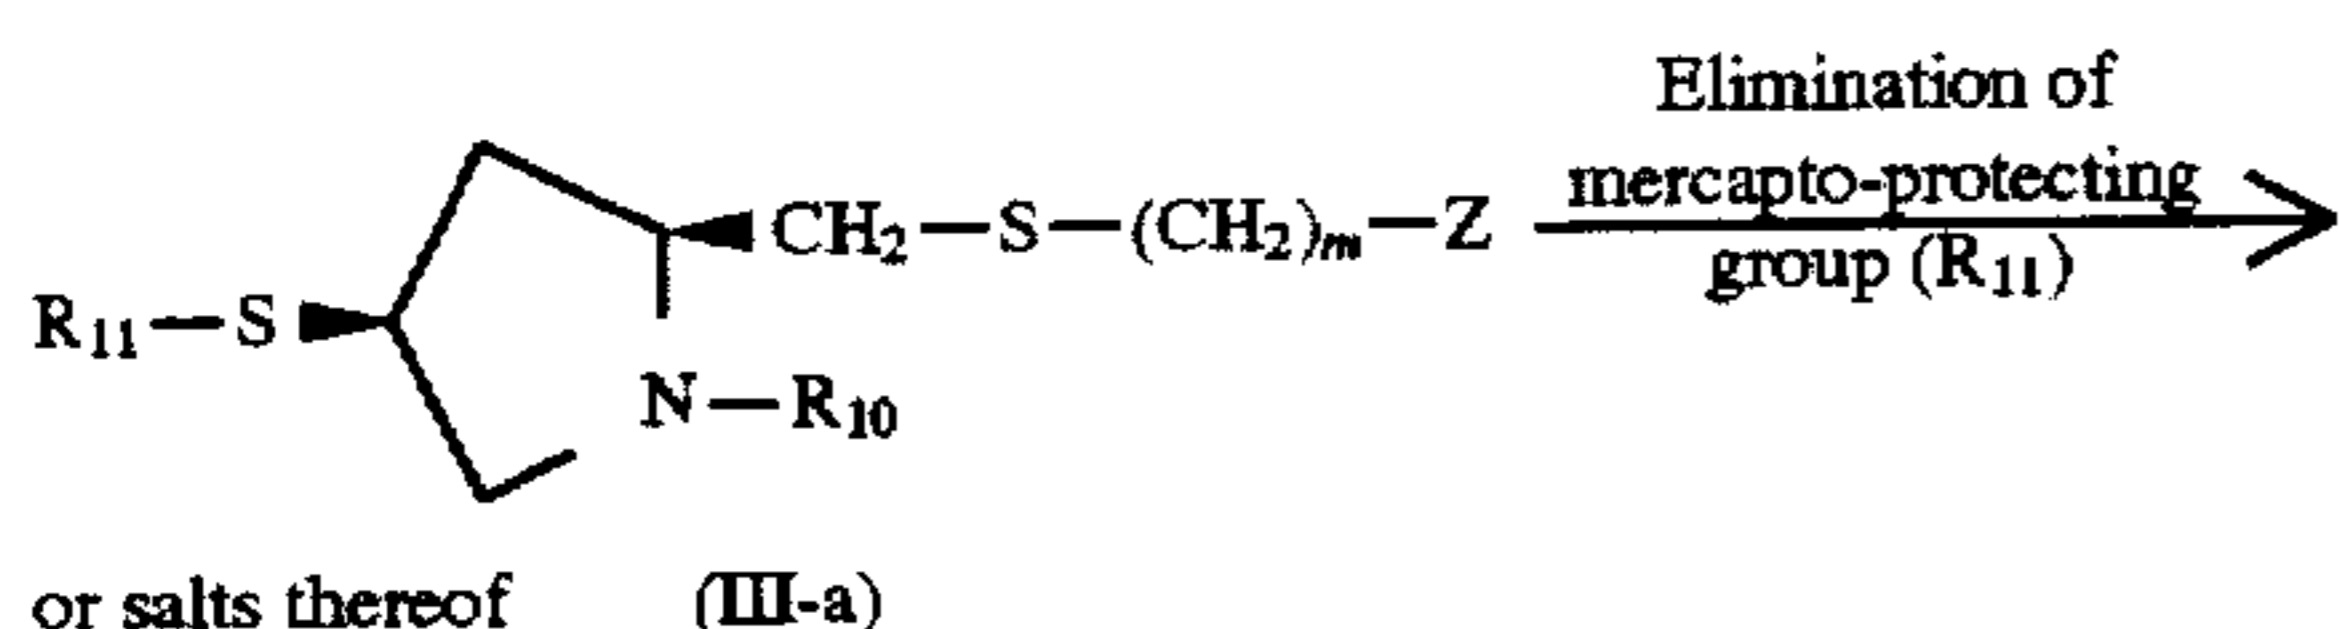 Elimination of
mercapto-protecting
group (R₁₁)
R₁₁—S
CH₂—S—(CH₂)ₘ—Z
N—R₁₀
or salts thereof (III-a)